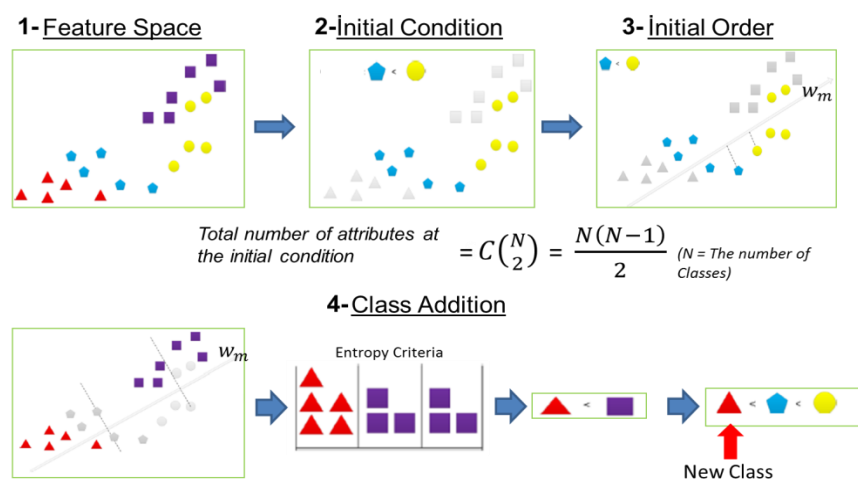 1- Feature Space
2-İnitial Condition
3- İnitial Order
<
<
w_m
Total number of attributes at
the initial condition
= C(N 2) = N(N−1)/2
(N = The number of
Classes)
4-Class Addition
w_m
Entropy Criteria
<
< <
New Class